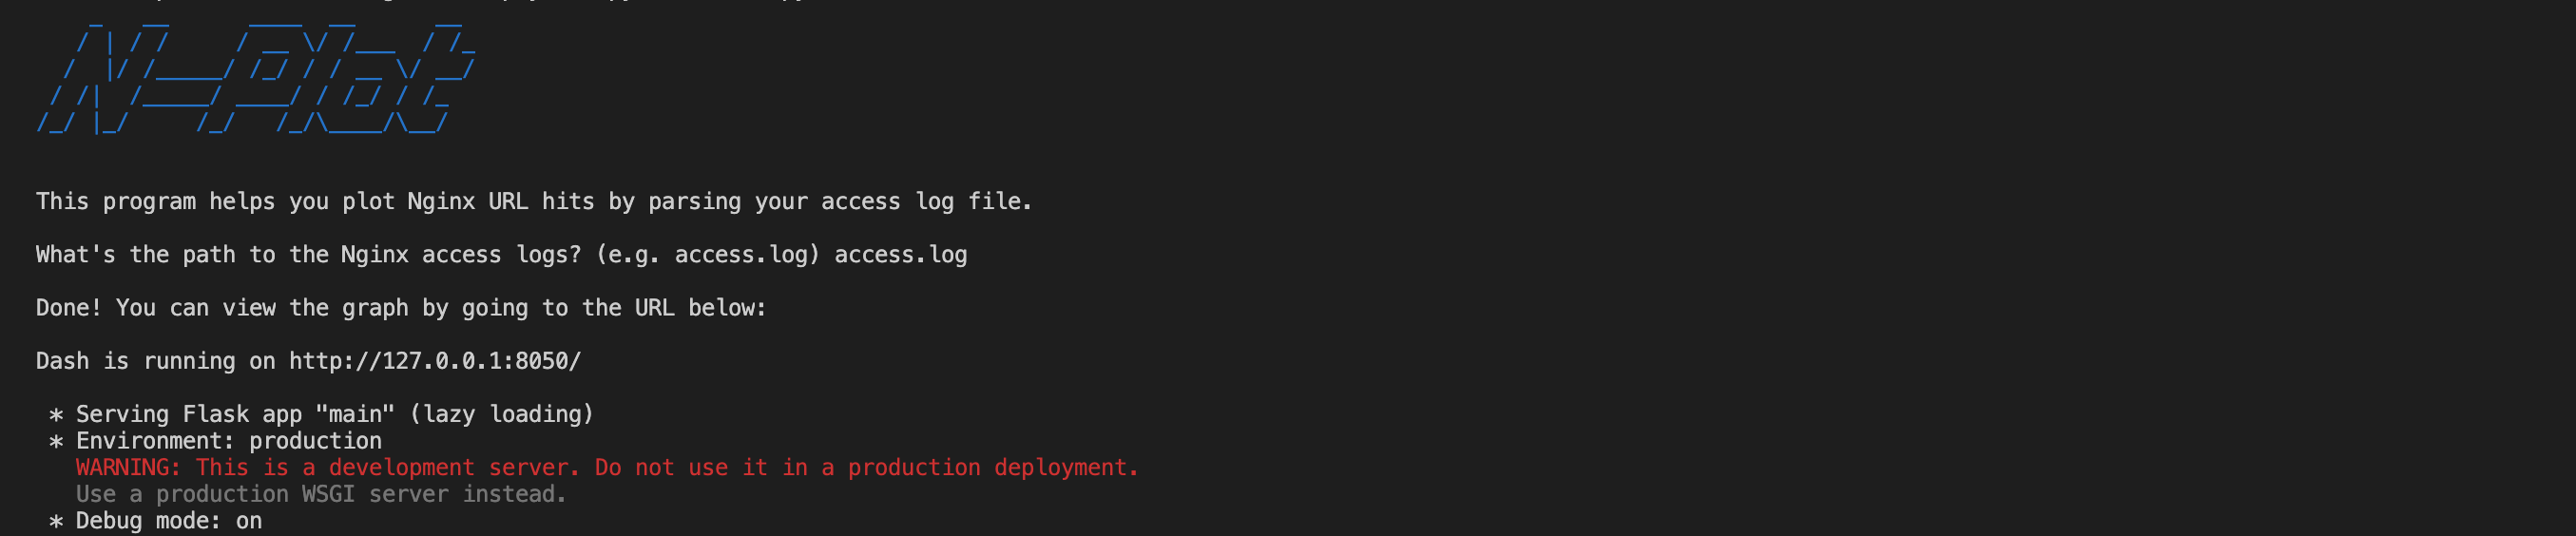 N-Plot
This program helps you plot Nginx URL hits by parsing your access log file.
What's the path to the Nginx access logs? (e.g. access.log) access.log
Done! You can view the graph by going to the URL below:
Dash is running on http://127.0.0.1:8050/
* Serving Flask app "main" (lazy loading)
* Environment: production
WARNING: This is a development server. Do not use it in a production deployment.
Use a production WSGI server instead.
* Debug mode: on